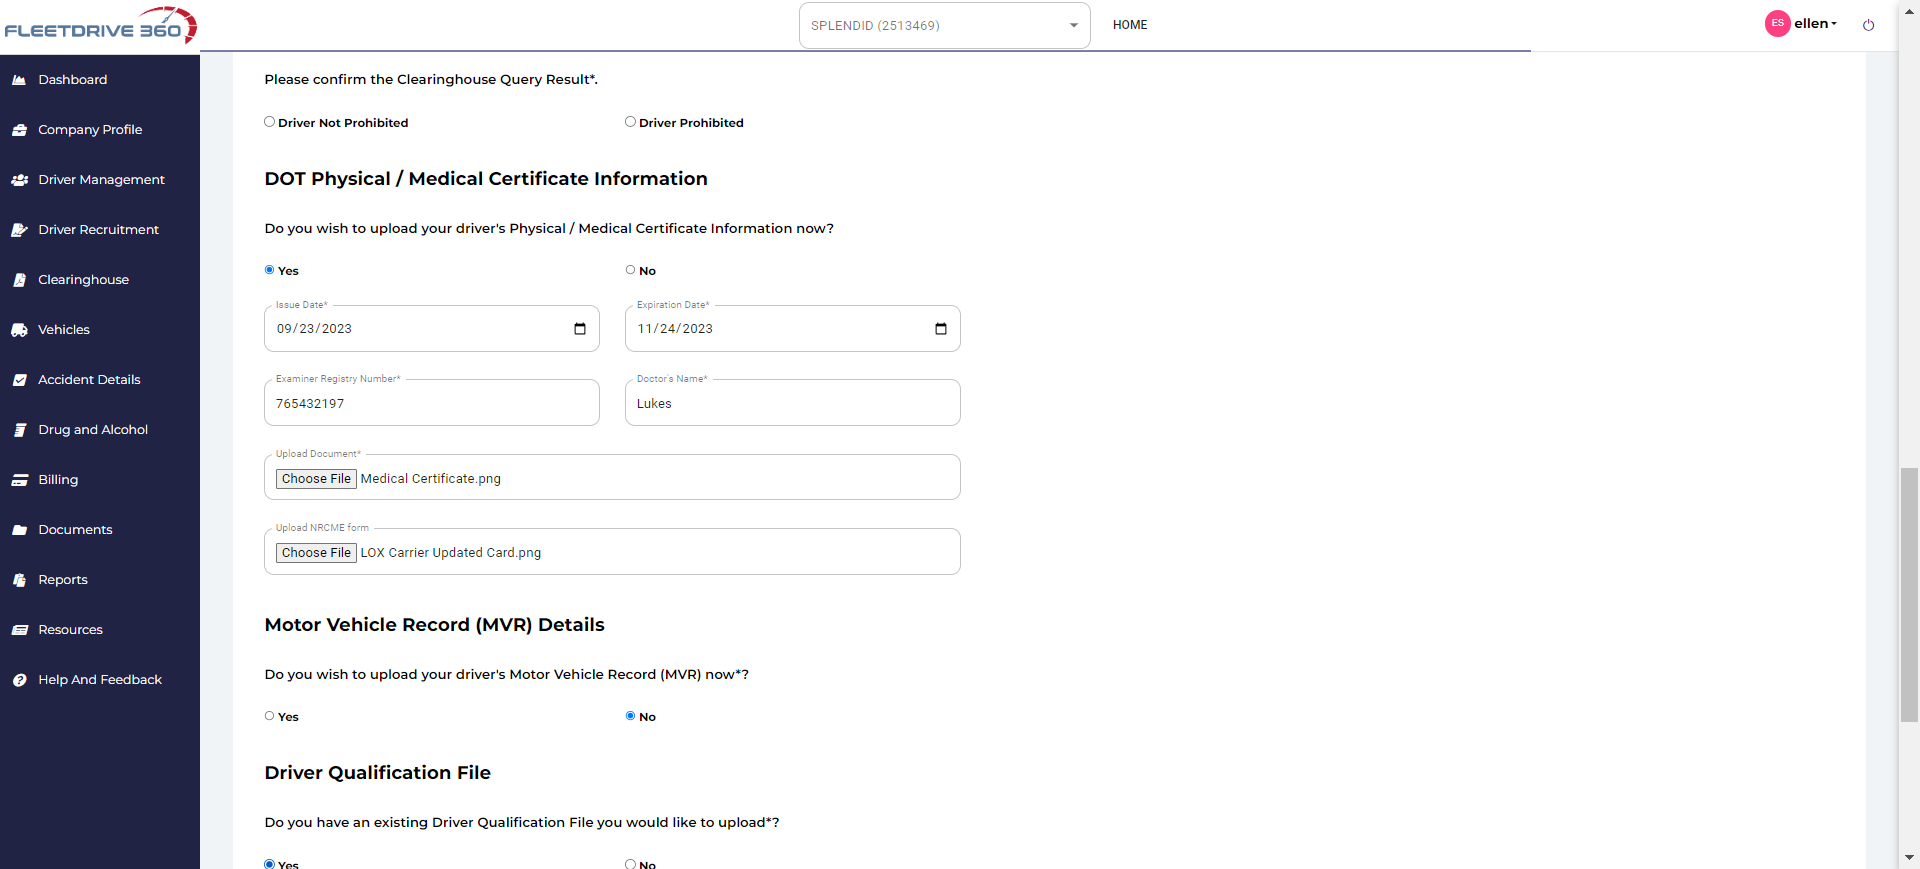 FLEETDRIVE 360
SPLENDID (2513469)
HOME
ES
ellen
Dashboard
Company Profile
Driver Management
Driver Recruitment
Clearinghouse
Vehicles
Accident Details
Drug and Alcohol
Billing
Documents
Reports
Resources
Help And Feedback
Please confirm the Clearinghouse Query Result*.
Driver Not Prohibited
Driver Prohibited
DOT Physical / Medical Certificate Information
Do you wish to upload your driver's Physical / Medical Certificate Information now?
Yes
No
Issue Date*
09/23/2023
Expiration Date*
11/24/2023
Examiner Registry Number*
765432197
Doctor's Name*
Lukes
Upload Document*
Choose File Medical Certificate.png
Upload NRCME form
Choose File LOX Carrier Updated Card.png
Motor Vehicle Record (MVR) Details
Do you wish to upload your driver's Motor Vehicle Record (MVR) now*?
Yes
No
Driver Qualification File
Do you have an existing Driver Qualification File you would like to upload*?
Yes
No